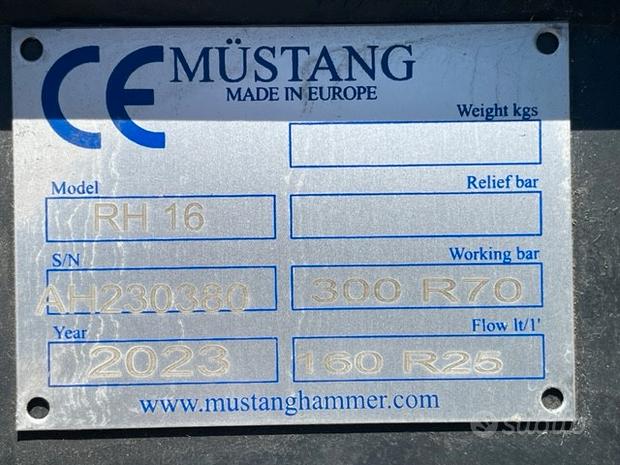 CE MÜSTANG
MADE IN EUROPE
Weight kgs
Model
RH 16
Relief bar
S/N
AH230380
Working bar
300 R70
Year
2023
Flow lt/1'
160 R25
www.mustanghammer.com
subito